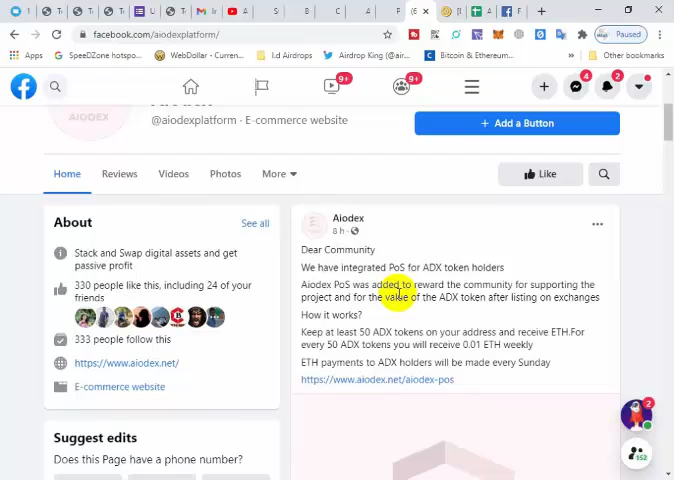 Paused
facebook.com/aiodexplatform/
Apps
SpeedZone hotspo...
WebDollar - Curren...
I.d Airdrops
Airdrop King (@air...
Bitcoin & Ethereum...
Other bookmarks
9+
9+
4
2
AIODEX
@aiodexplatform · E-commerce website
+ Add a Button
Home
Reviews
Videos
Photos
More
Like
About
See all
Stack and Swap digital assets and get
passive profit
330 people like this, including 24 of your
friends
333 people follow this
https://www.aiodex.net/
E-commerce website
Suggest edits
Does this Page have a phone number?
Aiodex
8 h ·
Dear Community
We have integrated PoS for ADX token holders
Aiodex PoS was added to reward the community for supporting the
project and for the value of the ADX token after listing on exchanges
How it works?
Keep at least 50 ADX tokens on your address and receive ETH.For
every 50 ADX tokens you will receive 0.01 ETH weekly
ETH payments to ADX holders will be made every Sunday
https://www.aiodex.net/aiodex-pos
2
152